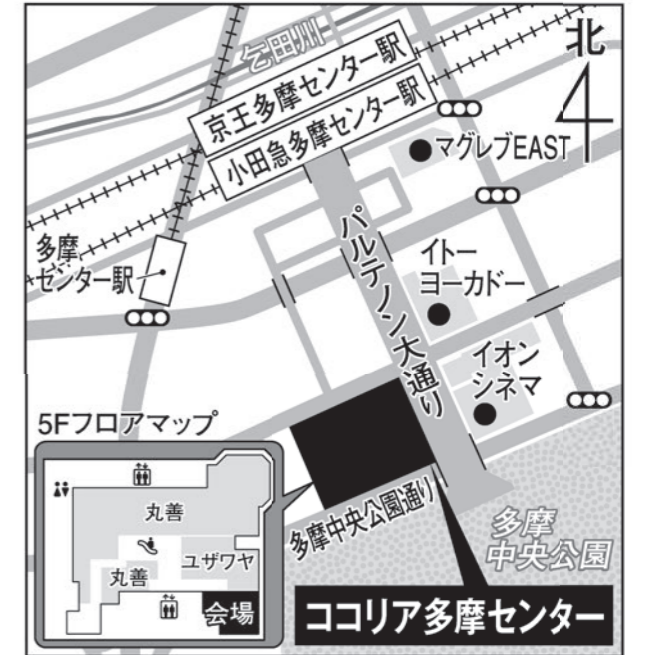 北
乞田川
京王多摩センター駅
小田急多摩センター駅
マグレブEAST
多摩
センター駅
パルテノン大通り
イトー
ヨーカドー
イオン
シネマ
5Fフロアマップ
丸善
ユザワヤ
丸善
会場
多摩中央公園通り
多摩
中央公園
ココリア多摩センター